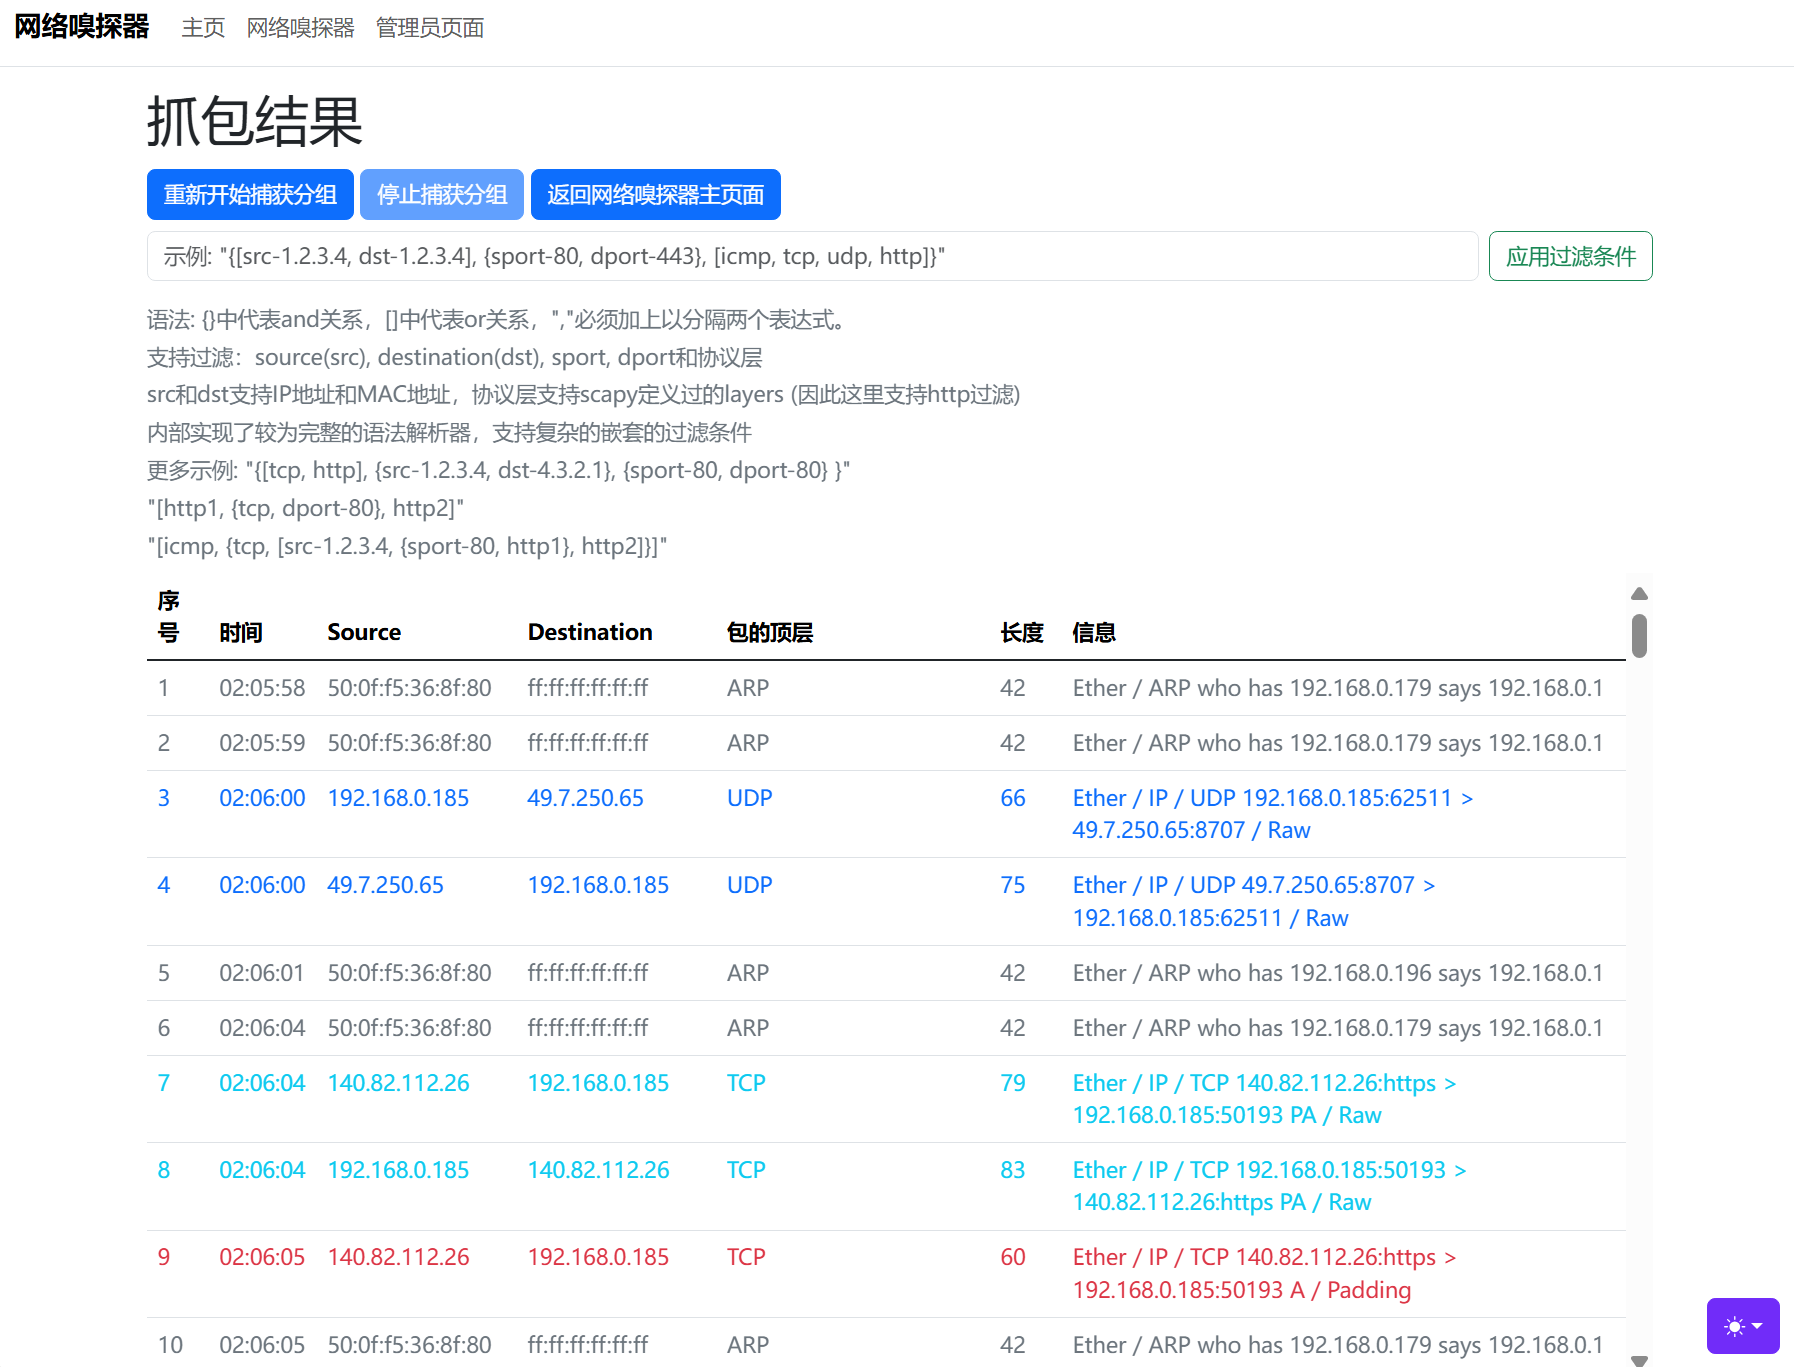 网络嗅探器 主页 网络嗅探器 管理员页面
抓包结果
重新开始捕获分组 停止捕获分组 返回网络嗅探器主页面
示例: "{[src-1.2.3.4, dst-1.2.3.4], {sport-80, dport-443}, [icmp, tcp, udp, http]}" 应用过滤条件
语法: {}中代表and关系，[]中代表or关系，","必须加上以分隔两个表达式。
支持过滤：source(src), destination(dst), sport, dport和协议层
src和dst支持IP地址和MAC地址，协议层支持scapy定义过的layers (因此这里支持http过滤)
内部实现了较为完整的语法解析器，支持复杂的嵌套的过滤条件
更多示例: "{[tcp, http], {src-1.2.3.4, dst-4.3.2.1}, {sport-80, dport-80} }"
"[http1, {tcp, dport-80}, http2]"
"[icmp, {tcp, [src-1.2.3.4, {sport-80, http1}, http2]}]"
序号 时间 Source Destination 包的顶层 长度 信息
1 02:05:58 50:0f:f5:36:8f:80 ff:ff:ff:ff:ff:ff ARP 42 Ether / ARP who has 192.168.0.179 says 192.168.0.1
2 02:05:59 50:0f:f5:36:8f:80 ff:ff:ff:ff:ff:ff ARP 42 Ether / ARP who has 192.168.0.179 says 192.168.0.1
3 02:06:00 192.168.0.185 49.7.250.65 UDP 66 Ether / IP / UDP 192.168.0.185:62511 >
49.7.250.65:8707 / Raw
4 02:06:00 49.7.250.65 192.168.0.185 UDP 75 Ether / IP / UDP 49.7.250.65:8707 >
192.168.0.185:62511 / Raw
5 02:06:01 50:0f:f5:36:8f:80 ff:ff:ff:ff:ff:ff ARP 42 Ether / ARP who has 192.168.0.196 says 192.168.0.1
6 02:06:04 50:0f:f5:36:8f:80 ff:ff:ff:ff:ff:ff ARP 42 Ether / ARP who has 192.168.0.179 says 192.168.0.1
7 02:06:04 140.82.112.26 192.168.0.185 TCP 79 Ether / IP / TCP 140.82.112.26:https >
192.168.0.185:50193 PA / Raw
8 02:06:04 192.168.0.185 140.82.112.26 TCP 83 Ether / IP / TCP 192.168.0.185:50193 >
140.82.112.26:https PA / Raw
9 02:06:05 140.82.112.26 192.168.0.185 TCP 60 Ether / IP / TCP 140.82.112.26:https >
192.168.0.185:50193 A / Padding
10 02:06:05 50:0f:f5:36:8f:80 ff:ff:ff:ff:ff:ff ARP 42 Ether / ARP who has 192.168.0.179 says 192.168.0.1